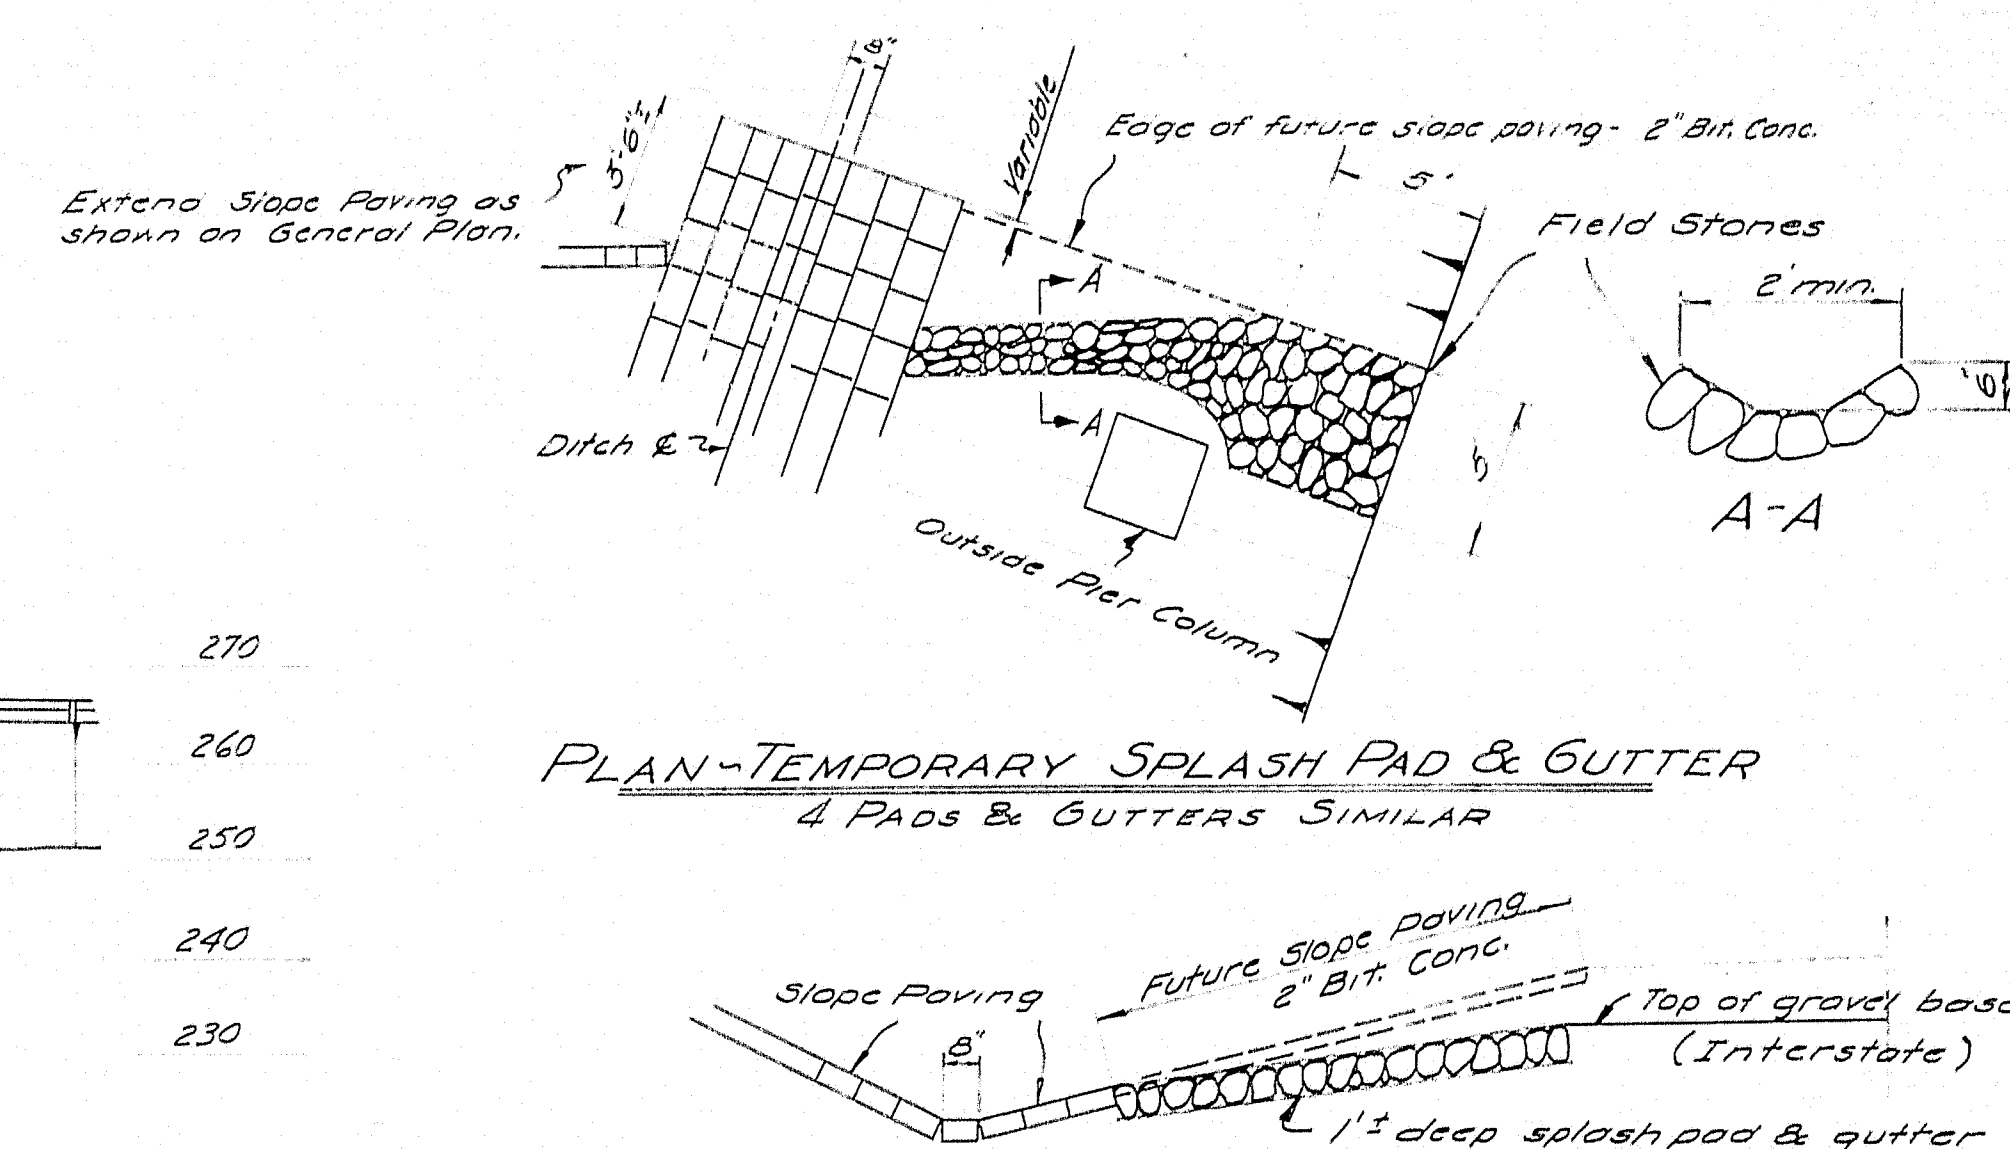 8"
Variable
Edge of future slope paving - 2" Bit. Conc.
5'
3'-6"±
Extend Slope Paving as
shown on General Plan.
Field Stones
2' min.
A
6"
A
Ditch ℄
5'
A-A
Outside Pier Column
270
260
250
240
230
PLAN-TEMPORARY SPLASH PAD & GUTTER
4 PADS & GUTTERS SIMILAR
Future Slope Paving
2" Bit. Conc.
Slope Paving
8"
Top of gravel base
(Interstate)
1'± deep splash pad & gutter